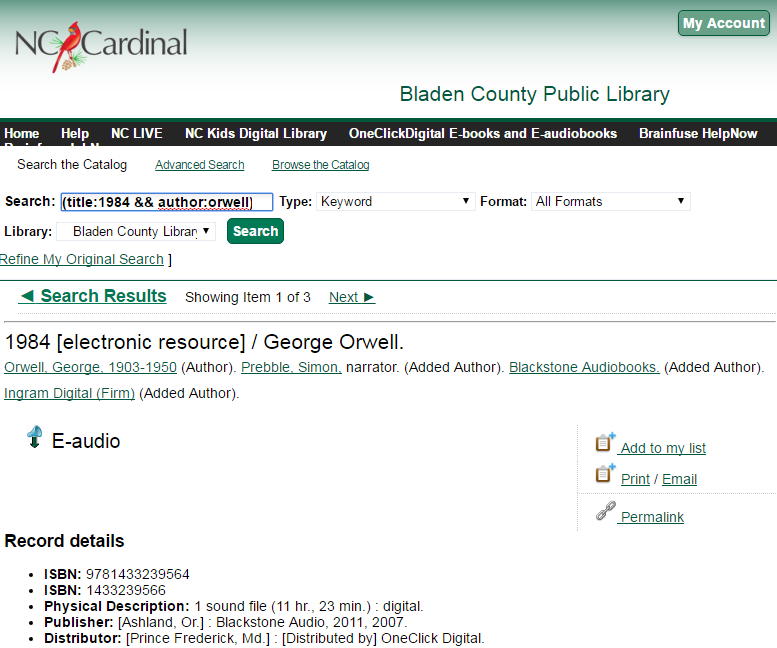 NC Cardinal
My Account
Bladen County Public Library
Home Help NC LIVE NC Kids Digital Library OneClickDigital E-books and E-audiobooks Brainfuse HelpNow
Search the Catalog Advanced Search Browse the Catalog
Search: (title:1984 && author:orwell) Type: Keyword Format: All Formats
Library: Bladen County Library Search
Refine My Original Search ]
◄ Search Results Showing Item 1 of 3 Next ►
1984 [electronic resource] / George Orwell.
Orwell, George, 1903-1950 (Author). Prebble, Simon, narrator. (Added Author). Blackstone Audiobooks. (Added Author).
Ingram Digital (Firm) (Added Author).
E-audio
Add to my list
Print / Email
Permalink
Record details
• ISBN: 9781433239564
• ISBN: 1433239566
• Physical Description: 1 sound file (11 hr., 23 min.) : digital.
• Publisher: [Ashland, Or.] : Blackstone Audio, 2011, 2007.
• Distributor: [Prince Frederick, Md.] : [Distributed by] OneClick Digital.